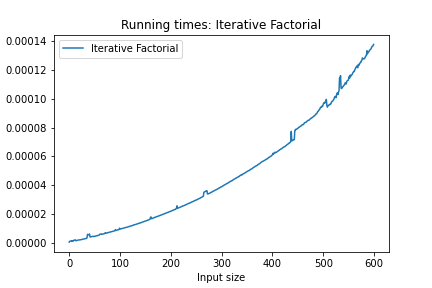 Running times: Iterative Factorial
Iterative Factorial
0.00014
0.00012
0.00010
0.00008
0.00006
0.00004
0.00002
0.00000
0 100 200 300 400 500 600
Input size